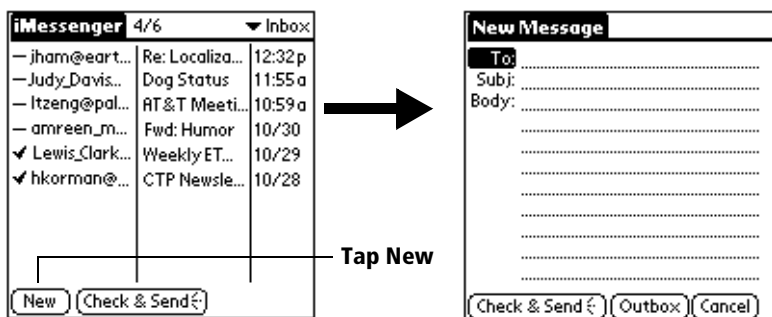 iMessenger 4/6 Inbox
jham@eart... Re: Localiza... 12:32p
Judy_Davis... Dog Status 11:55a
ltzeng@pal... AT&T Meeti... 10:59a
amreen_m... Fwd: Humor 10/30
Lewis_Clark... Weekly ET... 10/29
hkorman@... CTP Newsle... 10/28
New Check & Send
Tap New
New Message
To:
Subj:
Body:
Check & Send Outbox Cancel